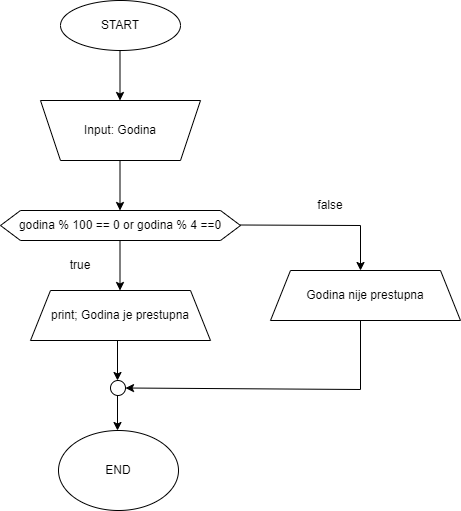 START
Input: Godina
godina % 100 == 0 or godina % 4 ==0
false
true
Godina nije prestupna
print; Godina je prestupna
END